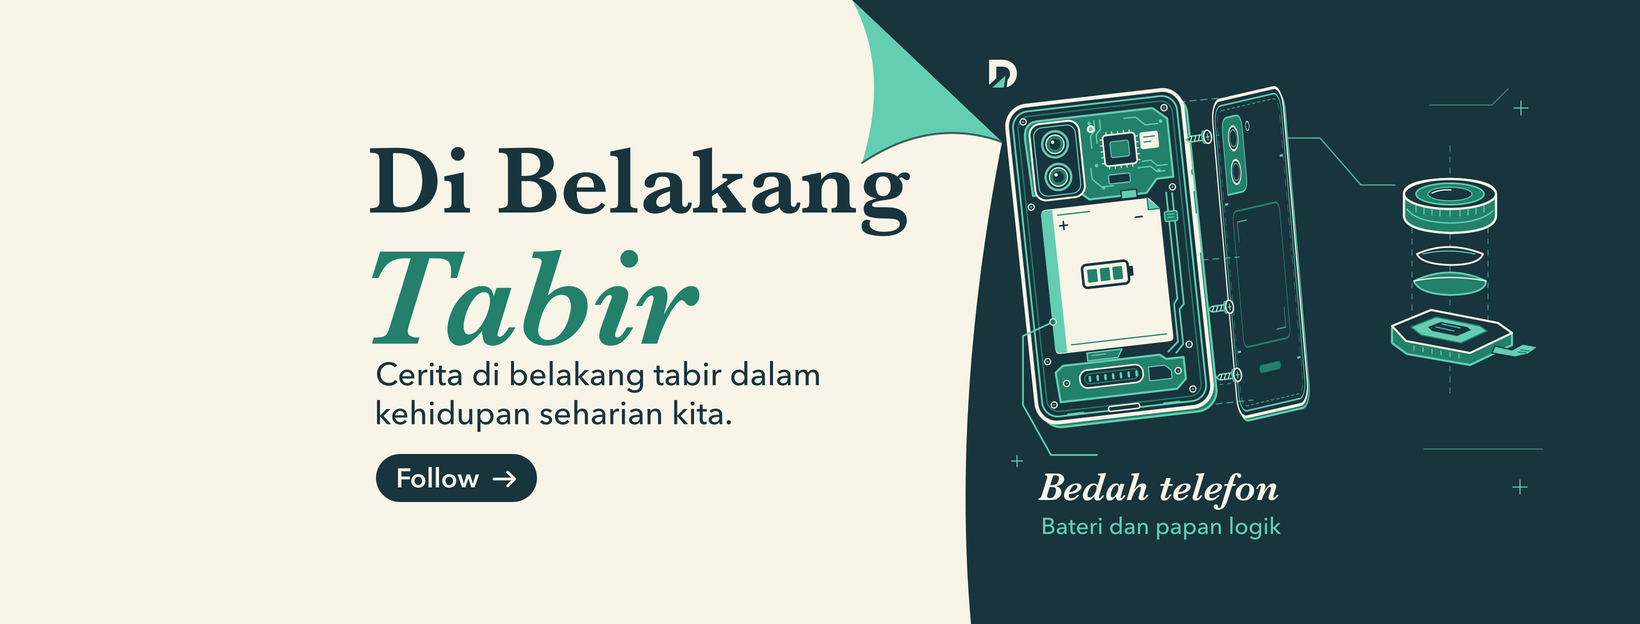 Di Belakang
Tabir
Cerita di belakang tabir dalam
kehidupan seharian kita.
Follow →
D
Bedah telefon
Bateri dan papan logik